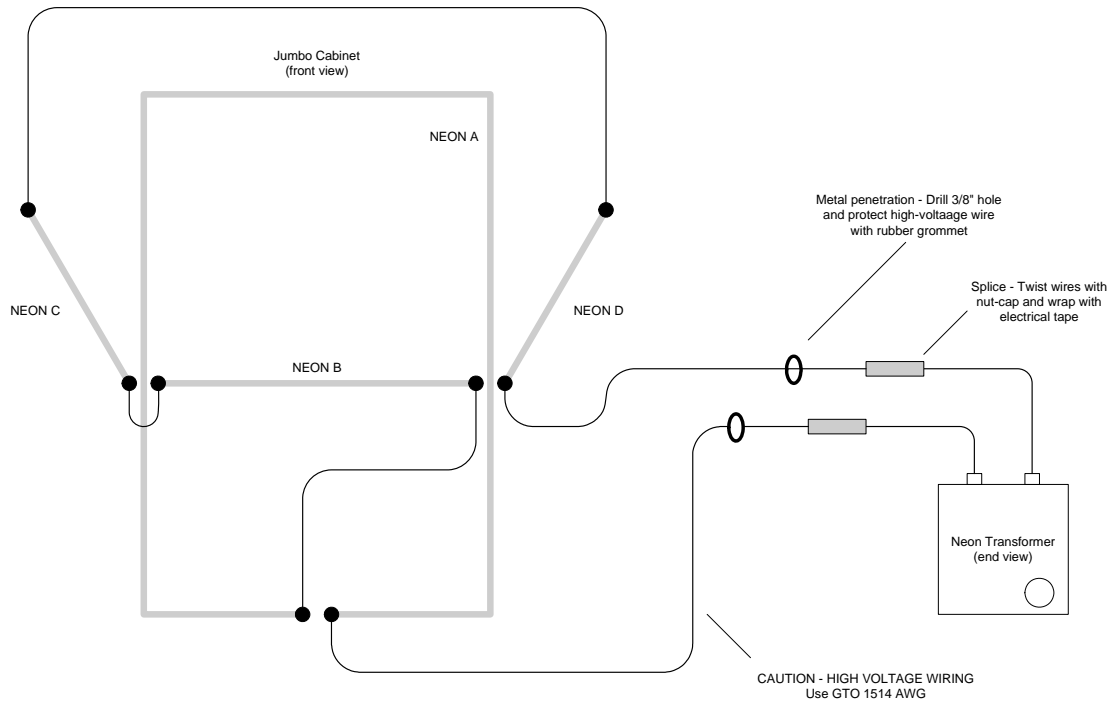 Jumbo Cabinet
(front view)
NEON A
Metal penetration - Drill 3/8" hole
and protect high-voltaage wire
with rubber grommet
Splice - Twist wires with
nut-cap and wrap with
electrical tape
NEON C
NEON D
NEON B
Neon Transformer
(end view)
CAUTION - HIGH VOLTAGE WIRING
Use GTO 1514 AWG